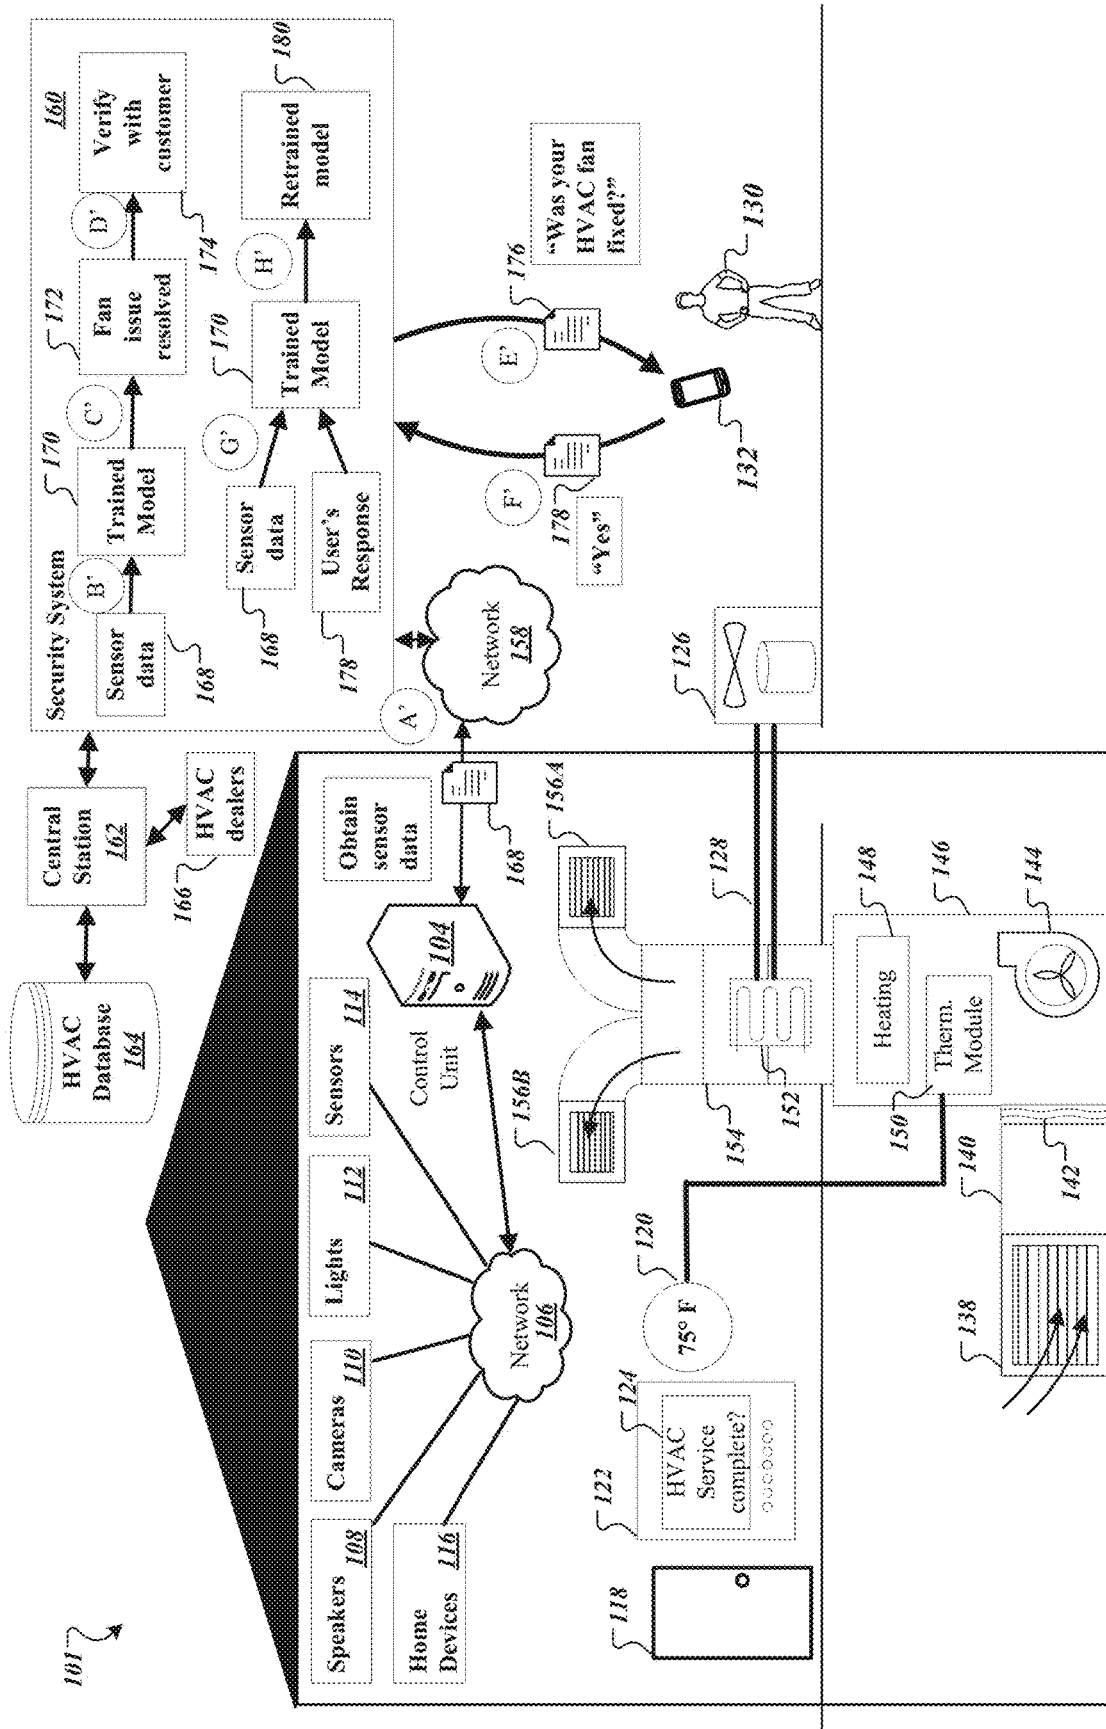 101
HVAC
Database
164
Central
Station
162
HVAC
dealers
166
Security System
160
Sensor
data
168
B'
Trained
Model
170
C'
Fan
issue
resolved
172
D'
Verify
with
customer
174
Sensor
data
168
User's
Response
178
G'
Trained
Model
170
H'
Retrained
model
180
Speakers
108
Cameras
110
Lights
112
Sensors
114
Home
Devices
116
Network
106
Control
Unit
104
Obtain
sensor
data
168
A'
Network
158
F'
178
"Yes"
E'
176
"Was your
HVAC fan
fixed?"
132
130
118
122
124
HVAC
Service
complete?
75° F
120
156B
156A
154
152
128
126
138
140
142
150
Heating
148
Therm.
Module
146
144